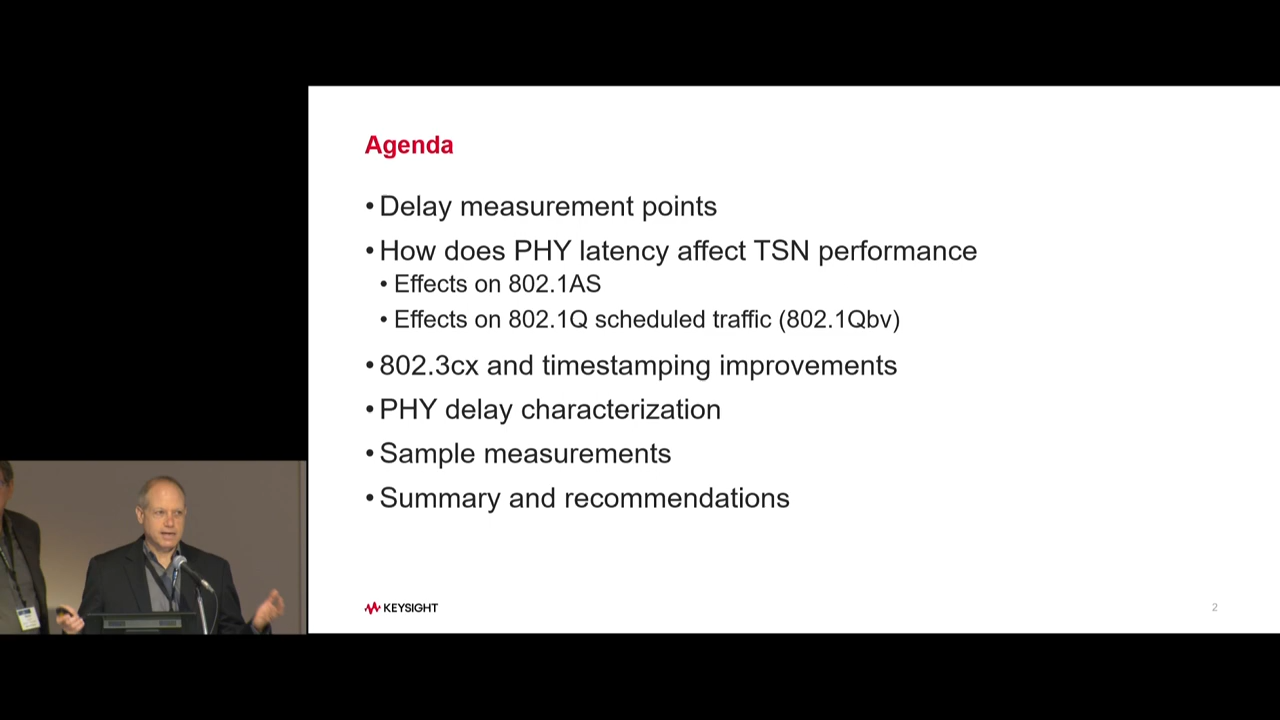 Agenda
• Delay measurement points
• How does PHY latency affect TSN performance
• Effects on 802.1AS
• Effects on 802.1Q scheduled traffic (802.1Qbv)
• 802.3cx and timestamping improvements
• PHY delay characterization
• Sample measurements
• Summary and recommendations
KEYSIGHT
2